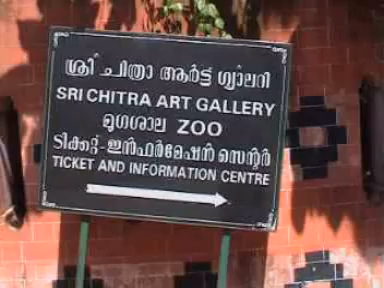 ശ്രീ ചിത്രാ ആർട്ട് ഗ്യാലറി
SRI CHITRA ART GALLERY
മൃഗശാല ZOO
ടിക്കറ്റ്-ഇൻഫർമേഷൻ സെന്റർ
TICKET AND INFORMATION CENTRE